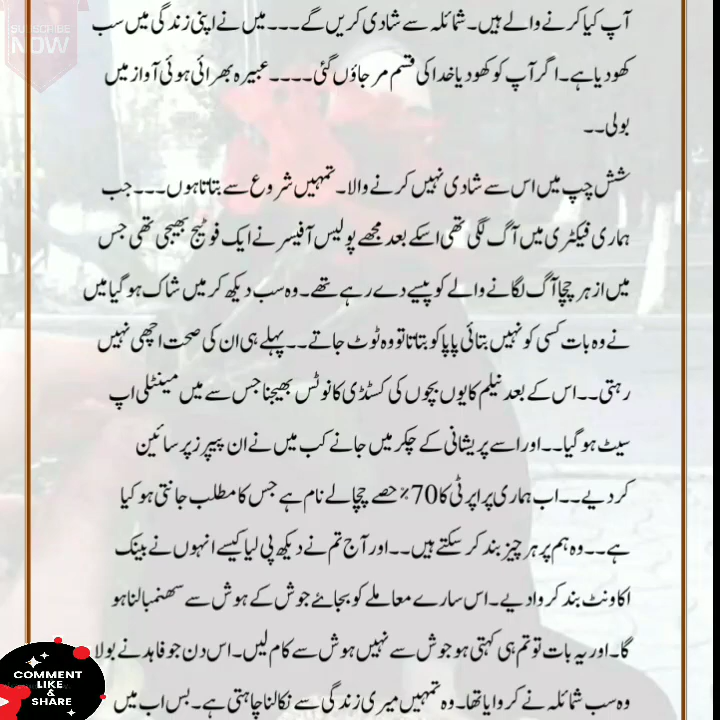 آپ کیا کرنے والے ہیں۔ شمائلہ سے شادی کریں گے۔۔۔ میں نے اپنی زندگی میں سب
کھو دیا ہے۔ اگر آپ کو کھو دیا خدا کی قسم مر جاؤں گئی۔۔۔۔ عبیرہ بھرائی ہوئی آواز میں
بولی۔۔
شش چپ میں اس سے شادی نہیں کرنے والا۔ تمہیں شروع سے بتاتا ہوں۔۔۔ جب
ہماری فیکٹری میں آگ لگی تھی اسکے بعد مجھے پولیس آفیسر نے ایک فوٹیج بھیجی تھی جس
میں ازہر چچا آگ لگانے والے کو پیسے دے رہے تھے۔ وہ سب دیکھ کر میں شاک ہو گیا میں
نے وہ بات کسی کو نہیں بتائی پاپا کو بتاتا تو وہ ٹوٹ جاتے۔۔ پہلے ہی ان کی صحت اچھی نہیں
رہتی۔۔ اس کے بعد نیلم کا یوں بچوں کی کسٹڈی کا نوٹس بھیجنا جس سے میں مینٹلی اپ
سیٹ ہو گیا۔۔ اور اسے پریشانی کے چکر میں جانے کب میں نے ان پیپرز پر سائین
کر دیے۔۔ اب ہماری پراپرٹی کا 70% حصے چچا لے نام ہے جس کا مطلب جانتی ہو کیا
ہے۔۔ وہ ہم پر ہر چیز بند کر سکتے ہیں۔۔ اور آج تم نے دیکھ پی لیا کیسے انہوں نے بینک
اکاونٹ بند کروا دیے۔ اس سارے معاملے کو بجائے جوش کے ہوش سے سھنمبالنا ہو
گا۔ اور یہ بات تو تم ہی کہتی ہو جوش سے نہیں ہوش سے کام لیں۔ اس دن جو فاہد نے بولا
وہ سب شمائلہ نے کروایا تھا۔ وہ تمہیں میری زندگی سے نکالنا چاہتی ہے۔ بس اب میں
SUBSCRIBE
NOW
COMMENT
LIKE
&
SHARE